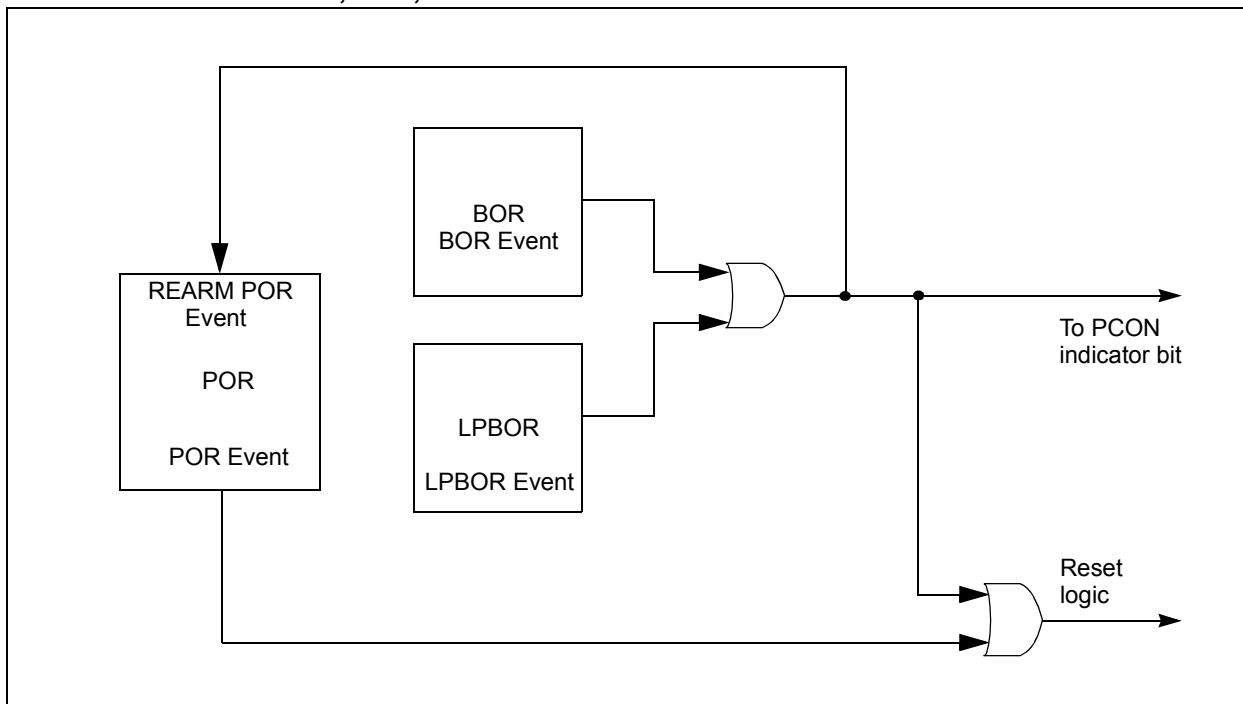 BOR
BOR Event
REARM POR
Event
POR
POR Event
LPBOR
LPBOR Event
To PCON
indicator bit
Reset
logic